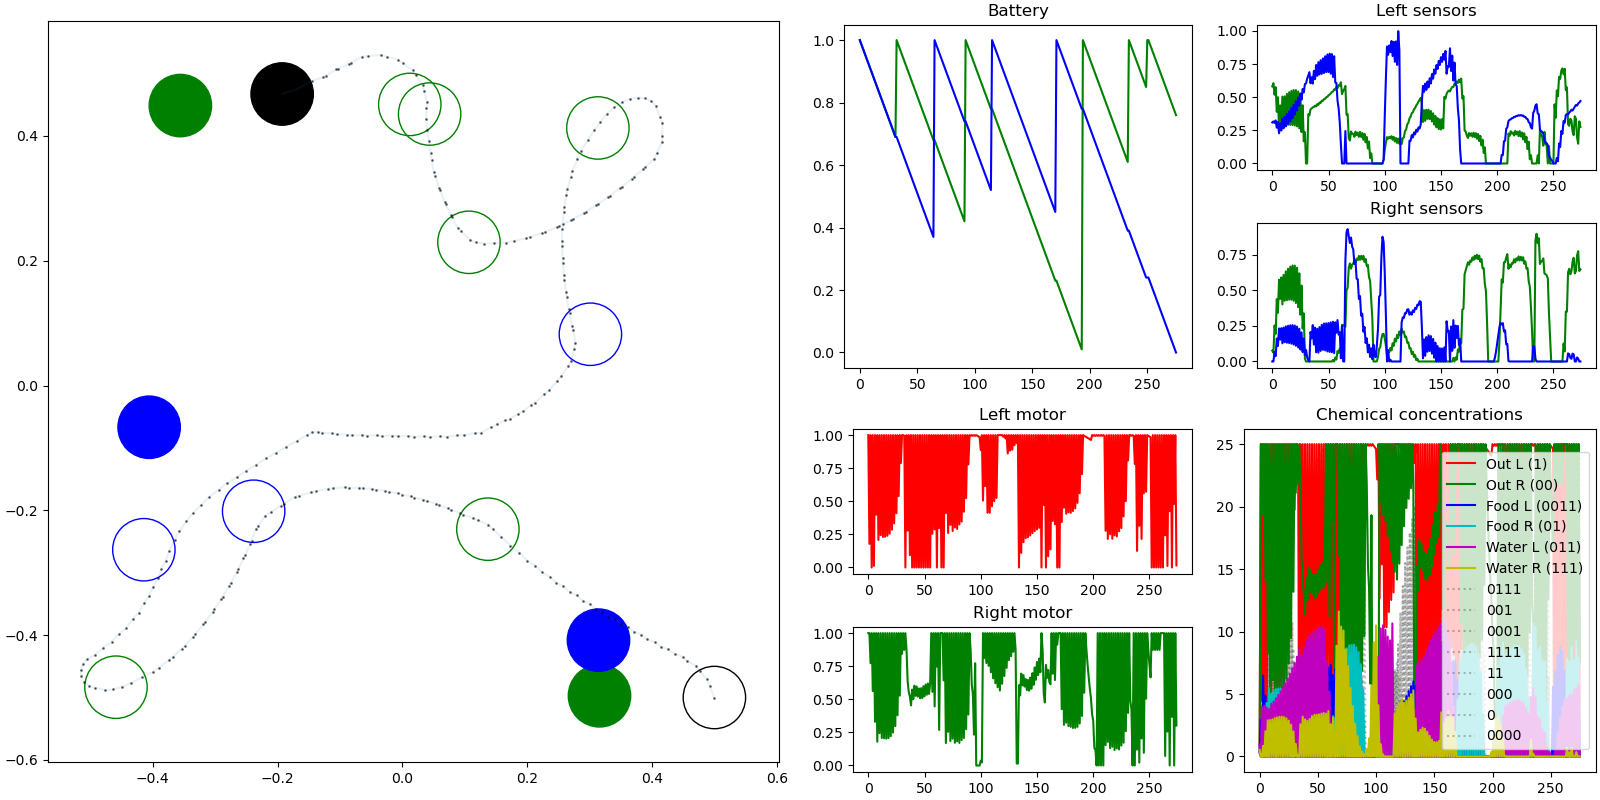 0.4
0.2
0.0
−0.2
−0.4
−0.6
−0.4 −0.2 0.0 0.2 0.4 0.6
Battery
1.0
0.8
0.6
0.4
0.2
0.0
0 50 100 150 200 250
Left sensors
1.00
0.75
0.50
0.25
0.00
0 50 100 150 200 250
Right sensors
0.75
0.50
0.25
0.00
0 50 100 150 200 250
Left motor
1.00
0.75
0.50
0.25
0.00
0 50 100 150 200 250
Right motor
1.00
0.75
0.50
0.25
0.00
0 50 100 150 200 250
Chemical concentrations
25
20
15
10
5
0
0 50 100 150 200 250
Out L (1)
Out R (00)
Food L (0011)
Food R (01)
Water L (011)
Water R (111)
0111
001
0001
1111
11
000
0
0000